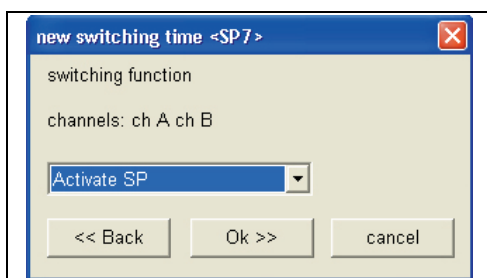 new switching time <SP7>
switching function
channels: ch A ch B
Activate SP
<< Back Ok >> cancel